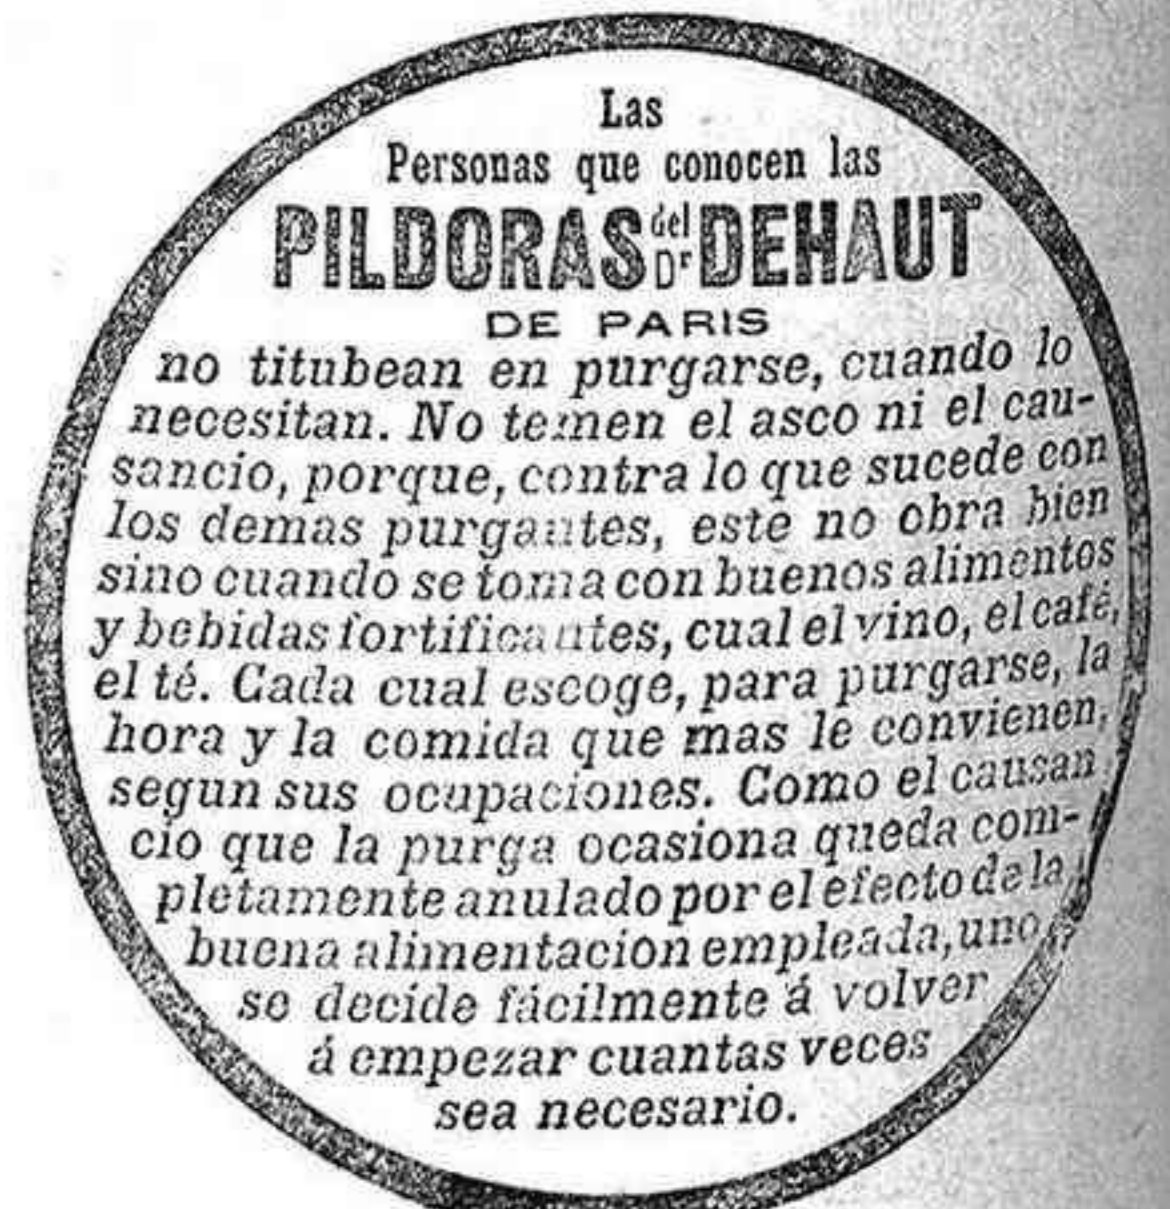 Las
Personas que conocen las
PILDORAS del Dr DEHAUT
DE PARIS
no titubean en purgarse, cuando lo
necesitan. No temen el asco ni el cau-
sancio, porque, contra lo que sucede con
los demas purgantes, este no obra bien
sino cuando se toma con buenos alimentos
y bebidas fortificantes, cual el vino, el café,
el té. Cada cual escoge, para purgarse, la
hora y la comida que mas le convienen,
segun sus ocupaciones. Como el causan
cio que la purga ocasiona queda com-
pletamente anulado por el efecto de la
buena alimentacion empleada, uno
se decide fácilmente á volver
á empezar cuantas veces
sea necesario.